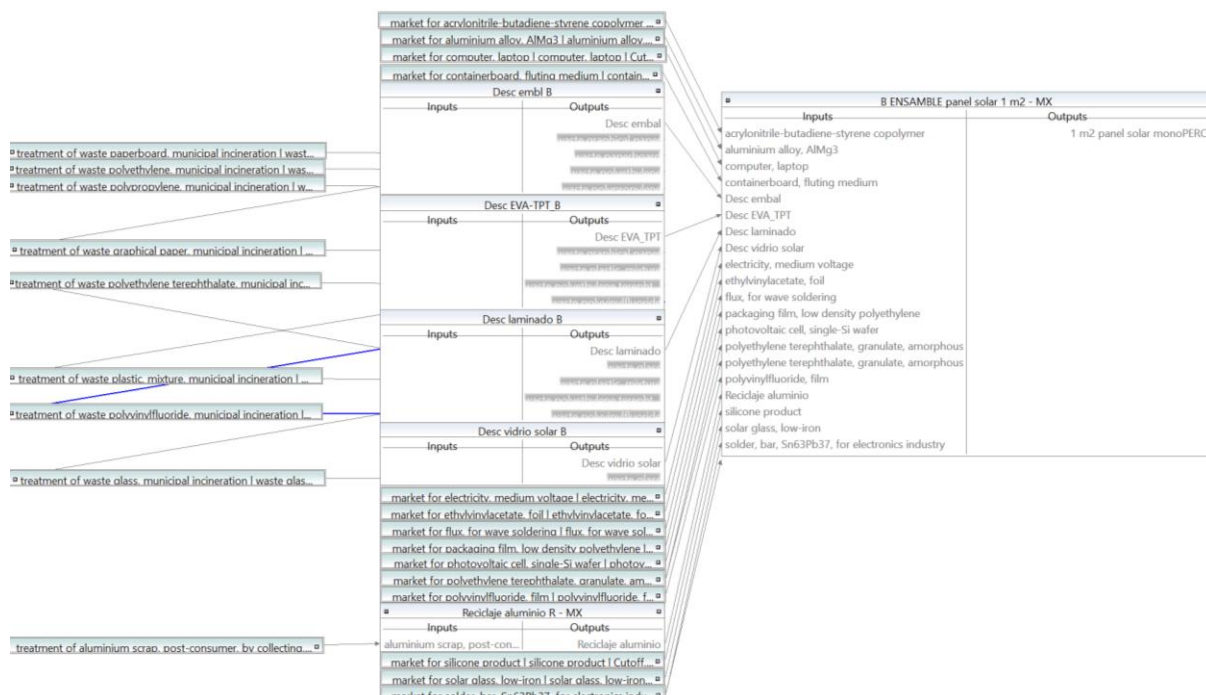 market for acrylonitrile-butadiene-styrene copolymer ...
market for aluminium alloy, AlMg3 | aluminium alloy,...
market for computer, laptop | computer, laptop | Cut...
market for containerboard, fluting medium | contain...
Desc embl B
Inputs Outputs
Desc embal
treatment of waste paperboard, municipal incineration | wast...
treatment of waste polyethylene, municipal incineration | was...
treatment of waste polypropylene, municipal incineration | w...
treatment of waste graphical paper, municipal incineration | ...
treatment of waste polyethylene terephthalate, municipal inc...
treatment of waste plastic, mixture, municipal incineration | ...
treatment of waste polyvinylfluoride, municipal incineration |...
treatment of waste glass, municipal incineration | waste glas...
treatment of aluminium scrap, post-consumer, by collecting,...
Desc EVA-TPT_B
Inputs Outputs
Desc EVA_TPT
Desc laminado B
Inputs Outputs
Desc laminado
Desc vidrio solar B
Inputs Outputs
Desc vidrio solar
market for electricity, medium voltage | electricity, me...
market for ethylvinylacetate, foil | ethylvinylacetate, fo...
market for flux, for wave soldering | flux, for wave sol...
market for packaging film, low density polyethylene |...
market for photovoltaic cell, single-Si wafer | photov...
market for polyethylene terephthalate, granulate, am...
market for polyvinylfluoride, film | polyvinylfluoride, f...
Reciclaje aluminio R - MX
Inputs Outputs
aluminium scrap, post-con... Reciclaje aluminio
market for silicone product | silicone product | Cutoff...
market for solar glass, low-iron | solar glass, low-iron...
market for solder, bar, Sn63Pb37, for electronics indu...
B ENSAMBLE panel solar 1 m2 - MX
Inputs Outputs
acrylonitrile-butadiene-styrene copolymer 1 m2 panel solar monoPERC
aluminium alloy, AlMg3
computer, laptop
containerboard, fluting medium
Desc embal
Desc EVA_TPT
Desc laminado
Desc vidrio solar
electricity, medium voltage
ethylvinylacetate, foil
flux, for wave soldering
packaging film, low density polyethylene
photovoltaic cell, single-Si wafer
polyethylene terephthalate, granulate, amorphous
polyethylene terephthalate, granulate, amorphous
polyvinylfluoride, film
Reciclaje aluminio
silicone product
solar glass, low-iron
solder, bar, Sn63Pb37, for electronics industry